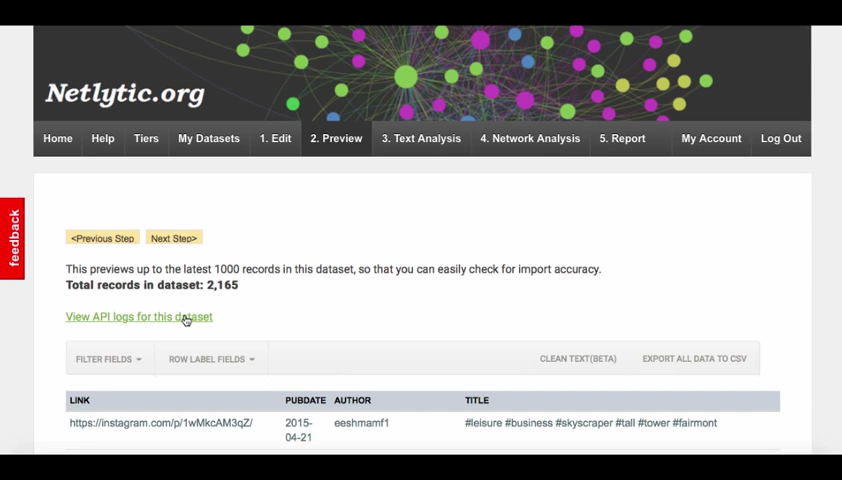 Netlytic.org
Home Help Tiers My Datasets 1. Edit 2. Preview 3. Text Analysis 4. Network Analysis 5. Report My Account Log Out
feedback
<Previous Step Next Step>
This previews up to the latest 1000 records in this dataset, so that you can easily check for import accuracy.
Total records in dataset: 2,165
View API logs for this dataset
FILTER FIELDS ROW LABEL FIELDS CLEAN TEXT(BETA) EXPORT ALL DATA TO CSV
LINK PUBDATE AUTHOR TITLE
https://instagram.com/p/1wMkcAM3qZ/ 2015- eeshmamf1 #leisure #business #skyscraper #tall #tower #fairmont
04-21